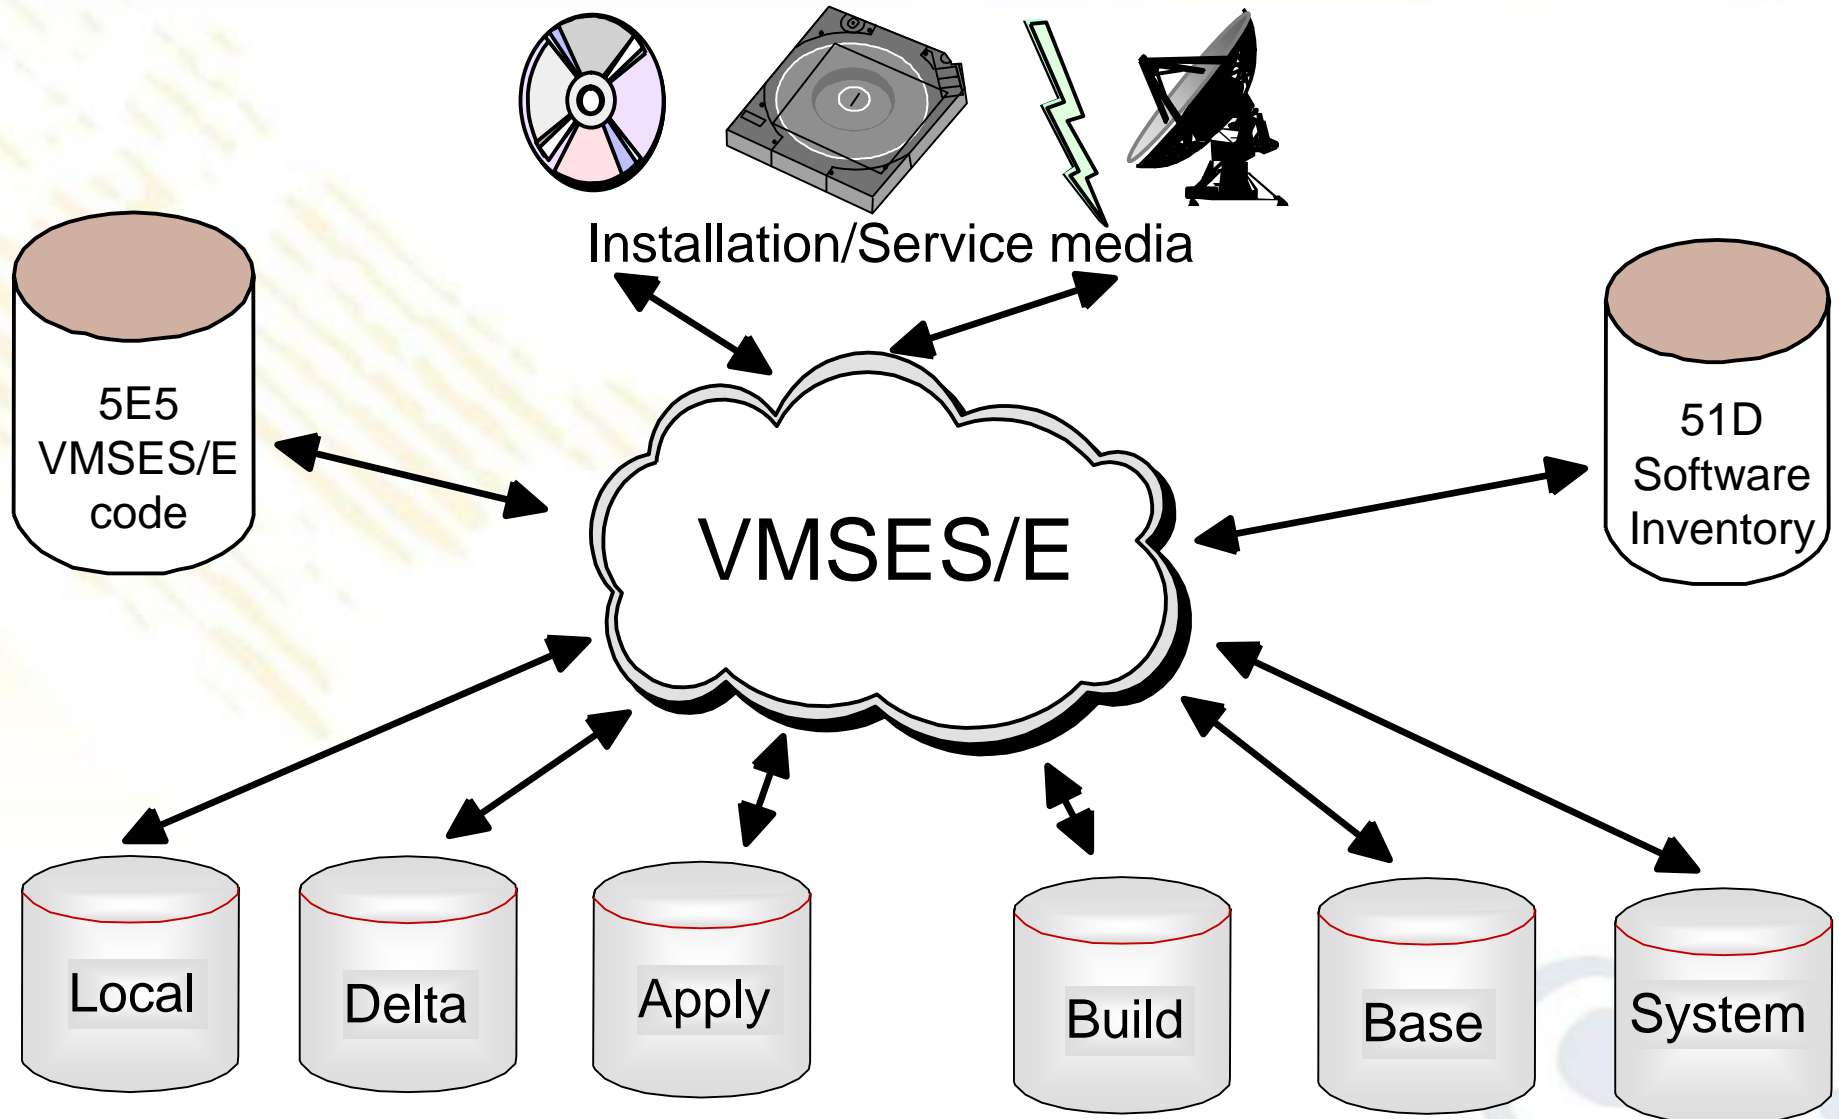 Installation/Service media
5E5
VMSES/E
code
51D
Software
Inventory
VMSES/E
Local
Delta
Apply
Build
Base
System